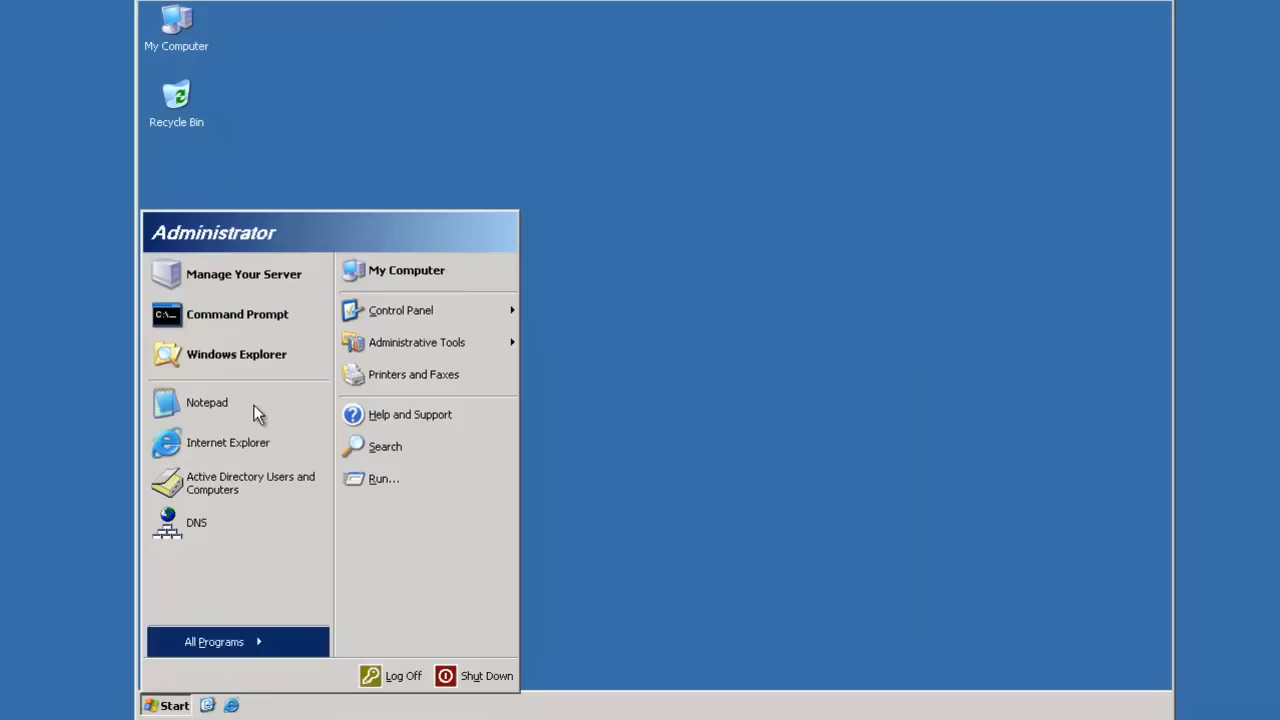 My Computer
Recycle Bin
Administrator
Manage Your Server
Command Prompt
Windows Explorer
Notepad
Internet Explorer
Active Directory Users and
Computers
DNS
All Programs
My Computer
Control Panel
Administrative Tools
Printers and Faxes
Help and Support
Search
Run...
Log Off
Shut Down
Start